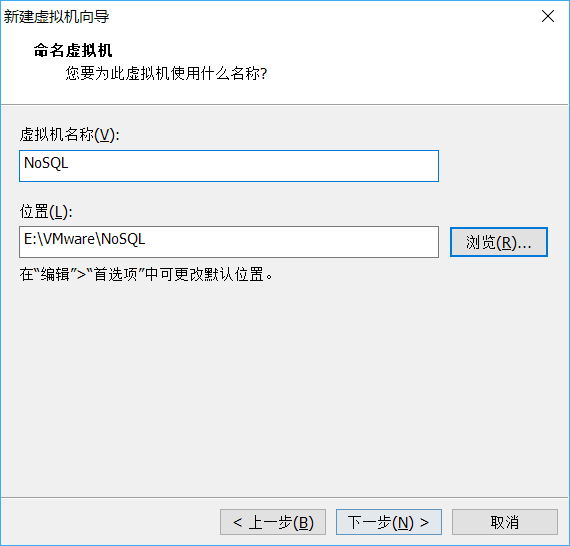 新建虚拟机向导
命名虚拟机
您要为此虚拟机使用什么名称?
虚拟机名称(V):
NoSQL
位置(L):
E:\VMware\NoSQL
浏览(R)...
在“编辑”>“首选项”中可更改默认位置。
< 上一步(B)
下一步(N) >
取消